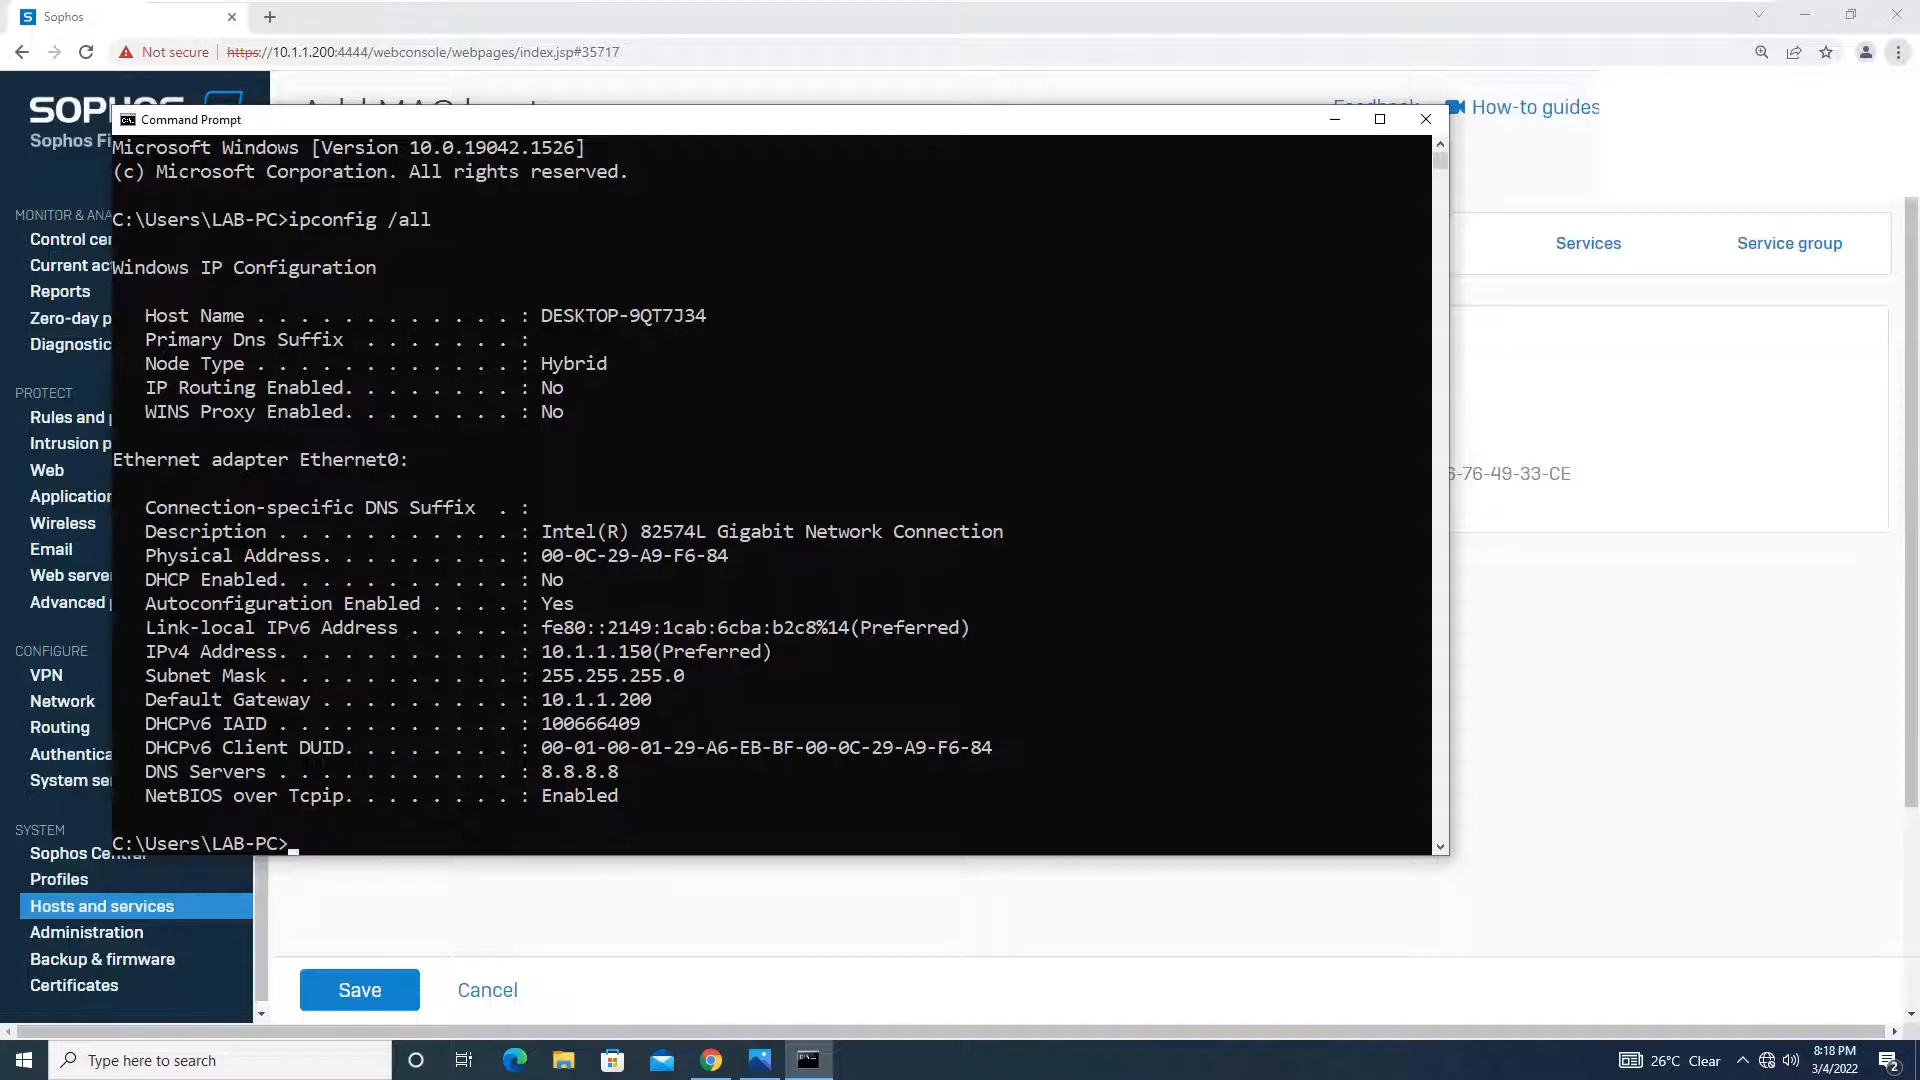 Sophos
Not secure
https://10.1.1.200:4444/webconsole/webpages/index.jsp#35717
SOPHOS
How-to guides
Command Prompt
Microsoft Windows [Version 10.0.19042.1526]
(c) Microsoft Corporation. All rights reserved.
C:\Users\LAB-PC>ipconfig /all
Windows IP Configuration
Host Name . . . . . . . . . . . . : DESKTOP-9QT7J34
Primary Dns Suffix . . . . . . . :
Node Type . . . . . . . . . . . . : Hybrid
IP Routing Enabled. . . . . . . . : No
WINS Proxy Enabled. . . . . . . . : No
Ethernet adapter Ethernet0:
Connection-specific DNS Suffix . :
Description . . . . . . . . . . . : Intel(R) 82574L Gigabit Network Connection
Physical Address. . . . . . . . . : 00-0C-29-A9-F6-84
DHCP Enabled. . . . . . . . . . . : No
Autoconfiguration Enabled . . . . : Yes
Link-local IPv6 Address . . . . . : fe80::2149:1cab:6cba:b2c8%14(Preferred)
IPv4 Address. . . . . . . . . . . : 10.1.1.150(Preferred)
Subnet Mask . . . . . . . . . . . : 255.255.255.0
Default Gateway . . . . . . . . . : 10.1.1.200
DHCPv6 IAID . . . . . . . . . . . : 100666409
DHCPv6 Client DUID. . . . . . . . : 00-01-00-01-29-A6-EB-BF-00-0C-29-A9-F6-84
DNS Servers . . . . . . . . . . . : 8.8.8.8
NetBIOS over Tcpip. . . . . . . . : Enabled
C:\Users\LAB-PC>
Sophos Fi
MONITOR & ANA
Control cen
Current ac
Reports
Zero-day p
Diagnostic
PROTECT
Rules and
Intrusion p
Web
Application
Wireless
Email
Web serve
Advanced
CONFIGURE
VPN
Network
Routing
Authentica
System se
SYSTEM
Sophos Central
Profiles
Hosts and services
Administration
Backup & firmware
Certificates
Services
Service group
-76-49-33-CE
Save
Cancel
Type here to search
26°C Clear
8:18 PM
3/4/2022
2